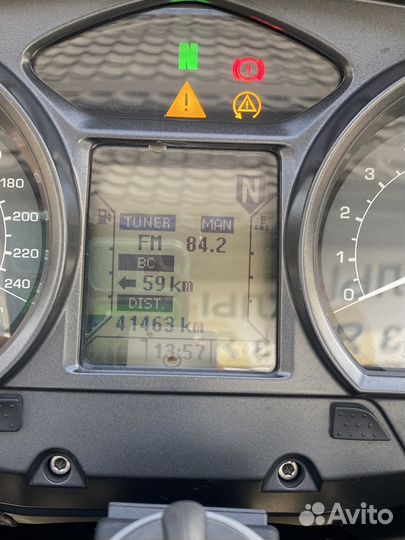 N
180
200
220
240
N
TUNER MAN
FM 84.2
BC
59 km
DIST.
41463 km
13:57
E
4
3
2
1
0
Avito